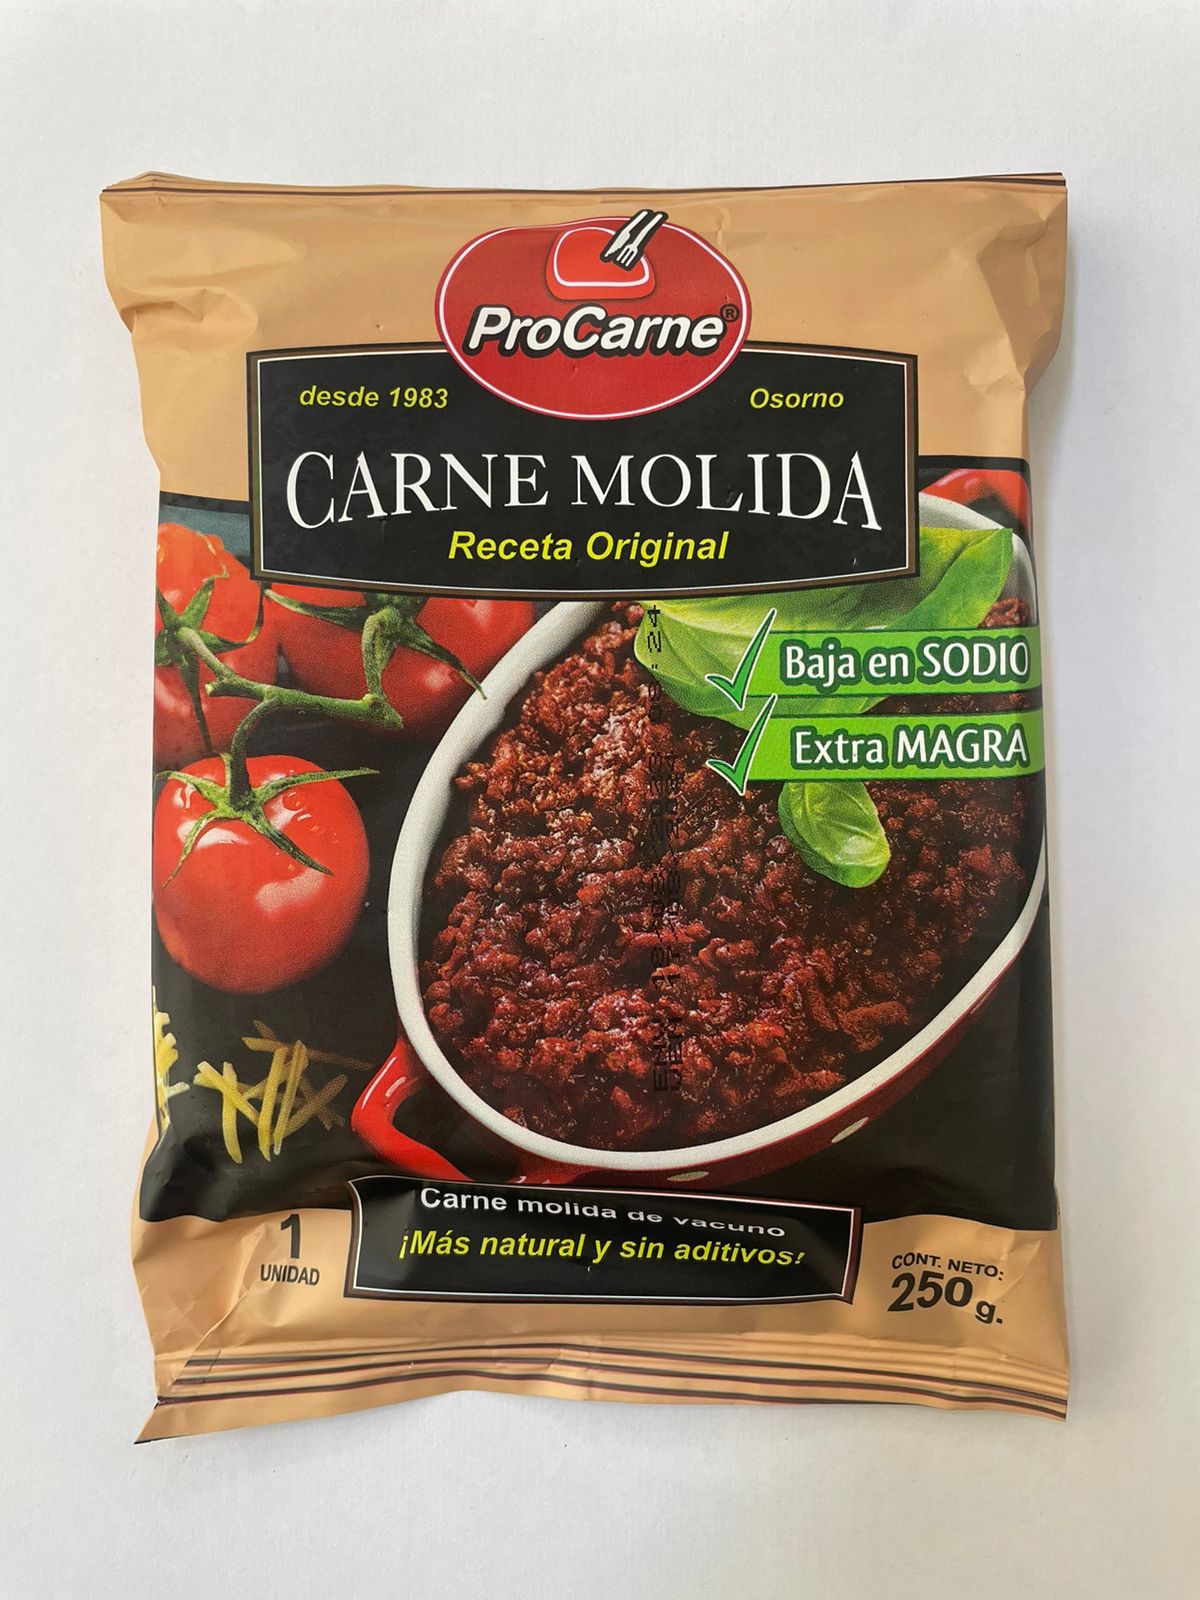 ProCarne®
desde 1983
Osorno
CARNE MOLIDA
Receta Original
Baja en SODIO
Extra MAGRA
Carne molida de vacuno
¡Más natural y sin aditivos!
1
UNIDAD
CONT. NETO:
250 g.